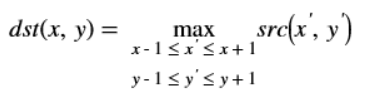 dst(x, y) = max src(x', y')
x - 1 ≤ x' ≤ x + 1
y - 1 ≤ y' ≤ y + 1